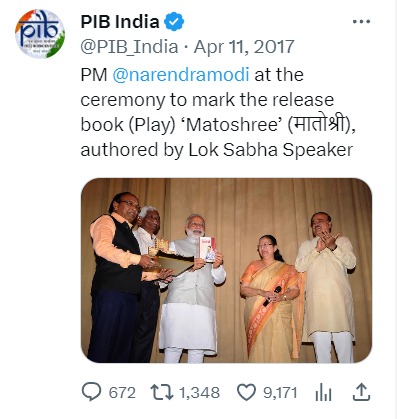 PIB India
@PIB_India · Apr 11, 2017
PM @narendramodi at the
ceremony to mark the release
book (Play) ‘Matoshree’ (मातोश्री),
authored by Lok Sabha Speaker
672 1,348 9,171